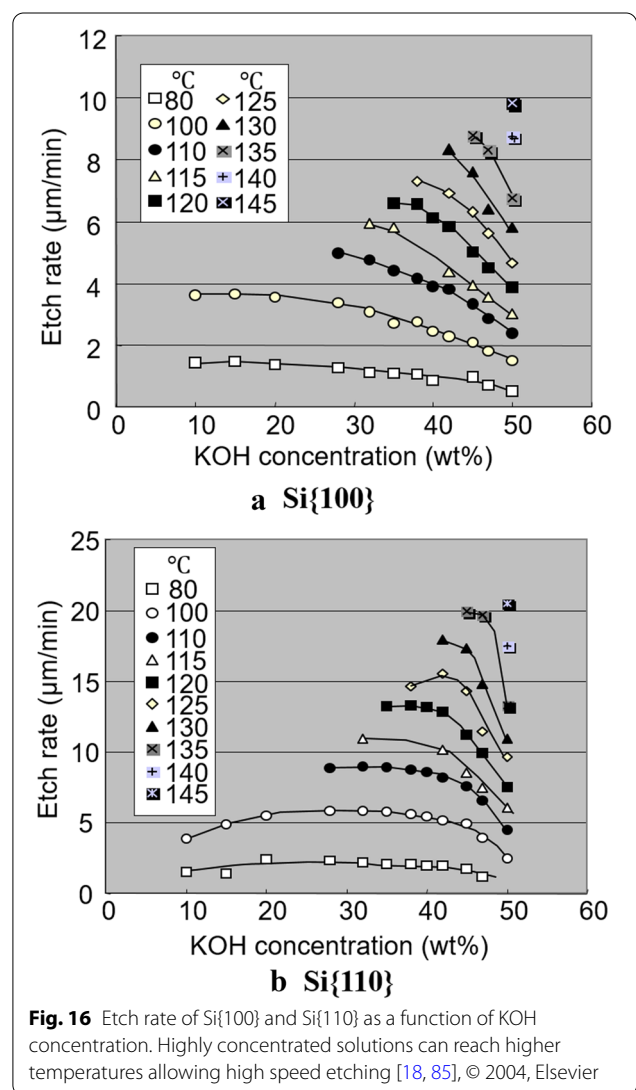 12
10
8
6
4
2
0
Etch rate (µm/min)
°C °C
80 125
100 130
110 135
115 140
120 145
0 10 20 30 40 50 60
KOH concentration (wt%)
a Si{100}
25
20
15
10
5
0
Etch rate (µm/min)
°C
80
100
110
115
120
125
130
135
140
145
0 10 20 30 40 50 60
KOH concentration (wt%)
b Si{110}
Fig. 16 Etch rate of Si{100} and Si{110} as a function of KOH
concentration. Highly concentrated solutions can reach higher
temperatures allowing high speed etching [18, 85], © 2004, Elsevier